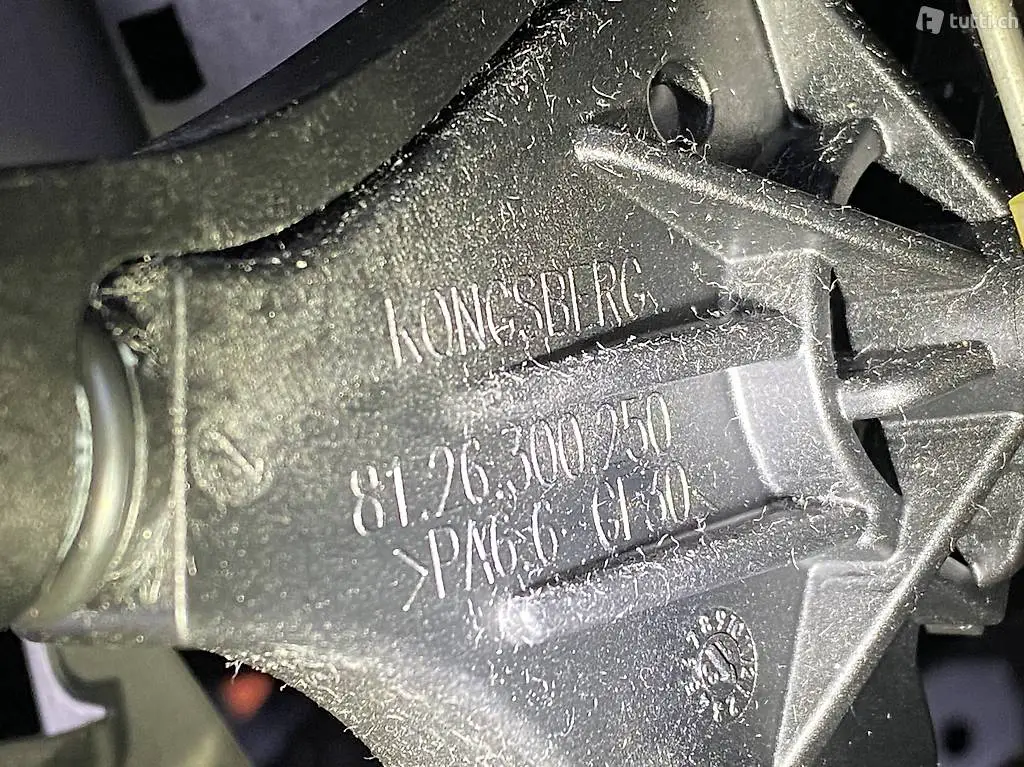 tutti.ch
KONGSBERG
81.26.300.250
>PA6.6 GF30